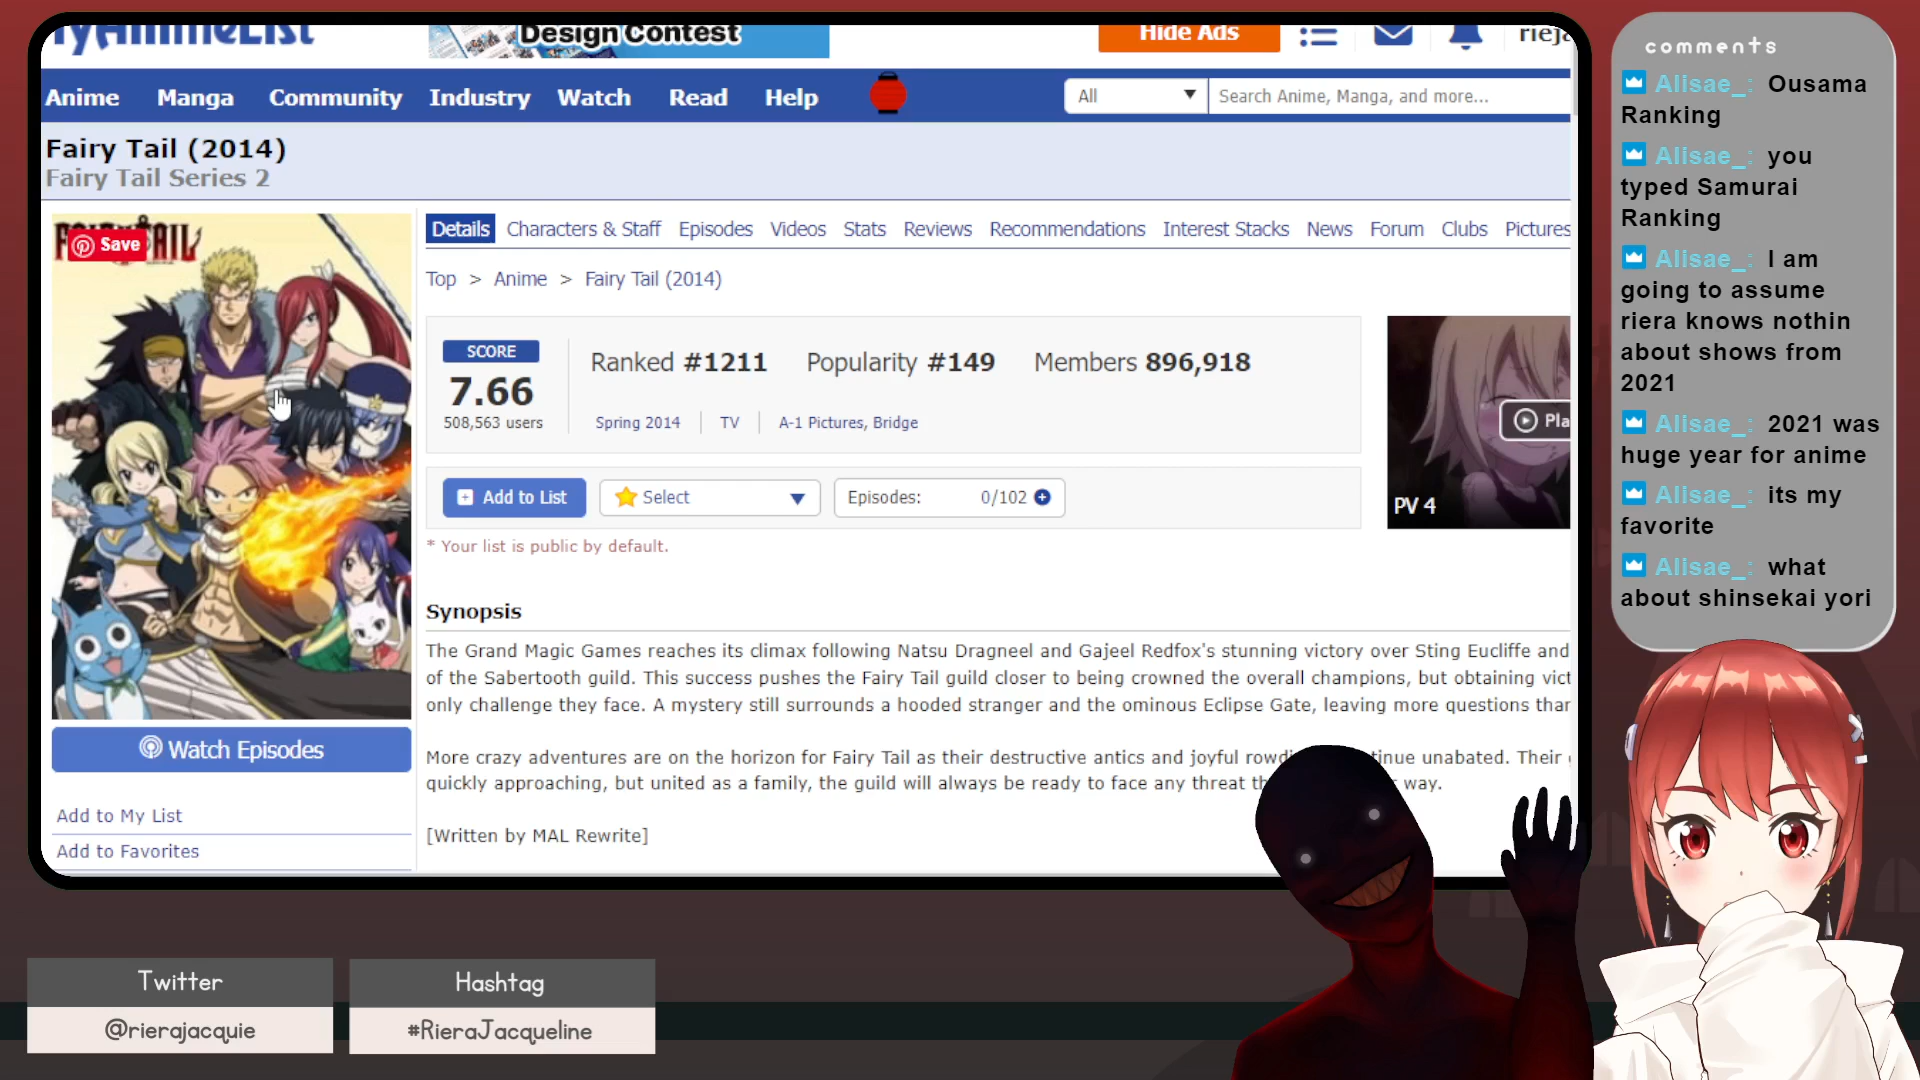 MyAnimeList
Design Contest
Hide Ads
rieja
Anime Manga Community Industry Watch Read Help
All
Search Anime, Manga, and more...
Fairy Tail (2014)
Fairy Tail Series 2
FAIRY TAIL
Save
Details Characters & Staff Episodes Videos Stats Reviews Recommendations Interest Stacks News Forum Clubs Pictures
Top > Anime > Fairy Tail (2014)
SCORE
7.66
508,563 users
Ranked #1211 Popularity #149 Members 896,918
Spring 2014 TV A-1 Pictures, Bridge
Add to List
Select
Episodes: 0/102
* Your list is public by default.
Pla
PV 4
Synopsis
The Grand Magic Games reaches its climax following Natsu Dragneel and Gajeel Redfox's stunning victory over Sting Eucliffe and
of the Sabertooth guild. This success pushes the Fairy Tail guild closer to being crowned the overall champions, but obtaining vict
only challenge they face. A mystery still surrounds a hooded stranger and the ominous Eclipse Gate, leaving more questions than
More crazy adventures are on the horizon for Fairy Tail as their destructive antics and joyful rowdi tinue unabated. Their
quickly approaching, but united as a family, the guild will always be ready to face any threat th way.
[Written by MAL Rewrite]
Watch Episodes
Add to My List
Add to Favorites
comments
Alisae_: Ousama
Ranking
Alisae_: you
typed Samurai
Ranking
Alisae_: I am
going to assume
riera knows nothin
about shows from
2021
Alisae_: 2021 was
huge year for anime
Alisae_: its my
favorite
Alisae_: what
about shinsekai yori
Twitter
@rierajacquie
Hashtag
#RieraJacqueline